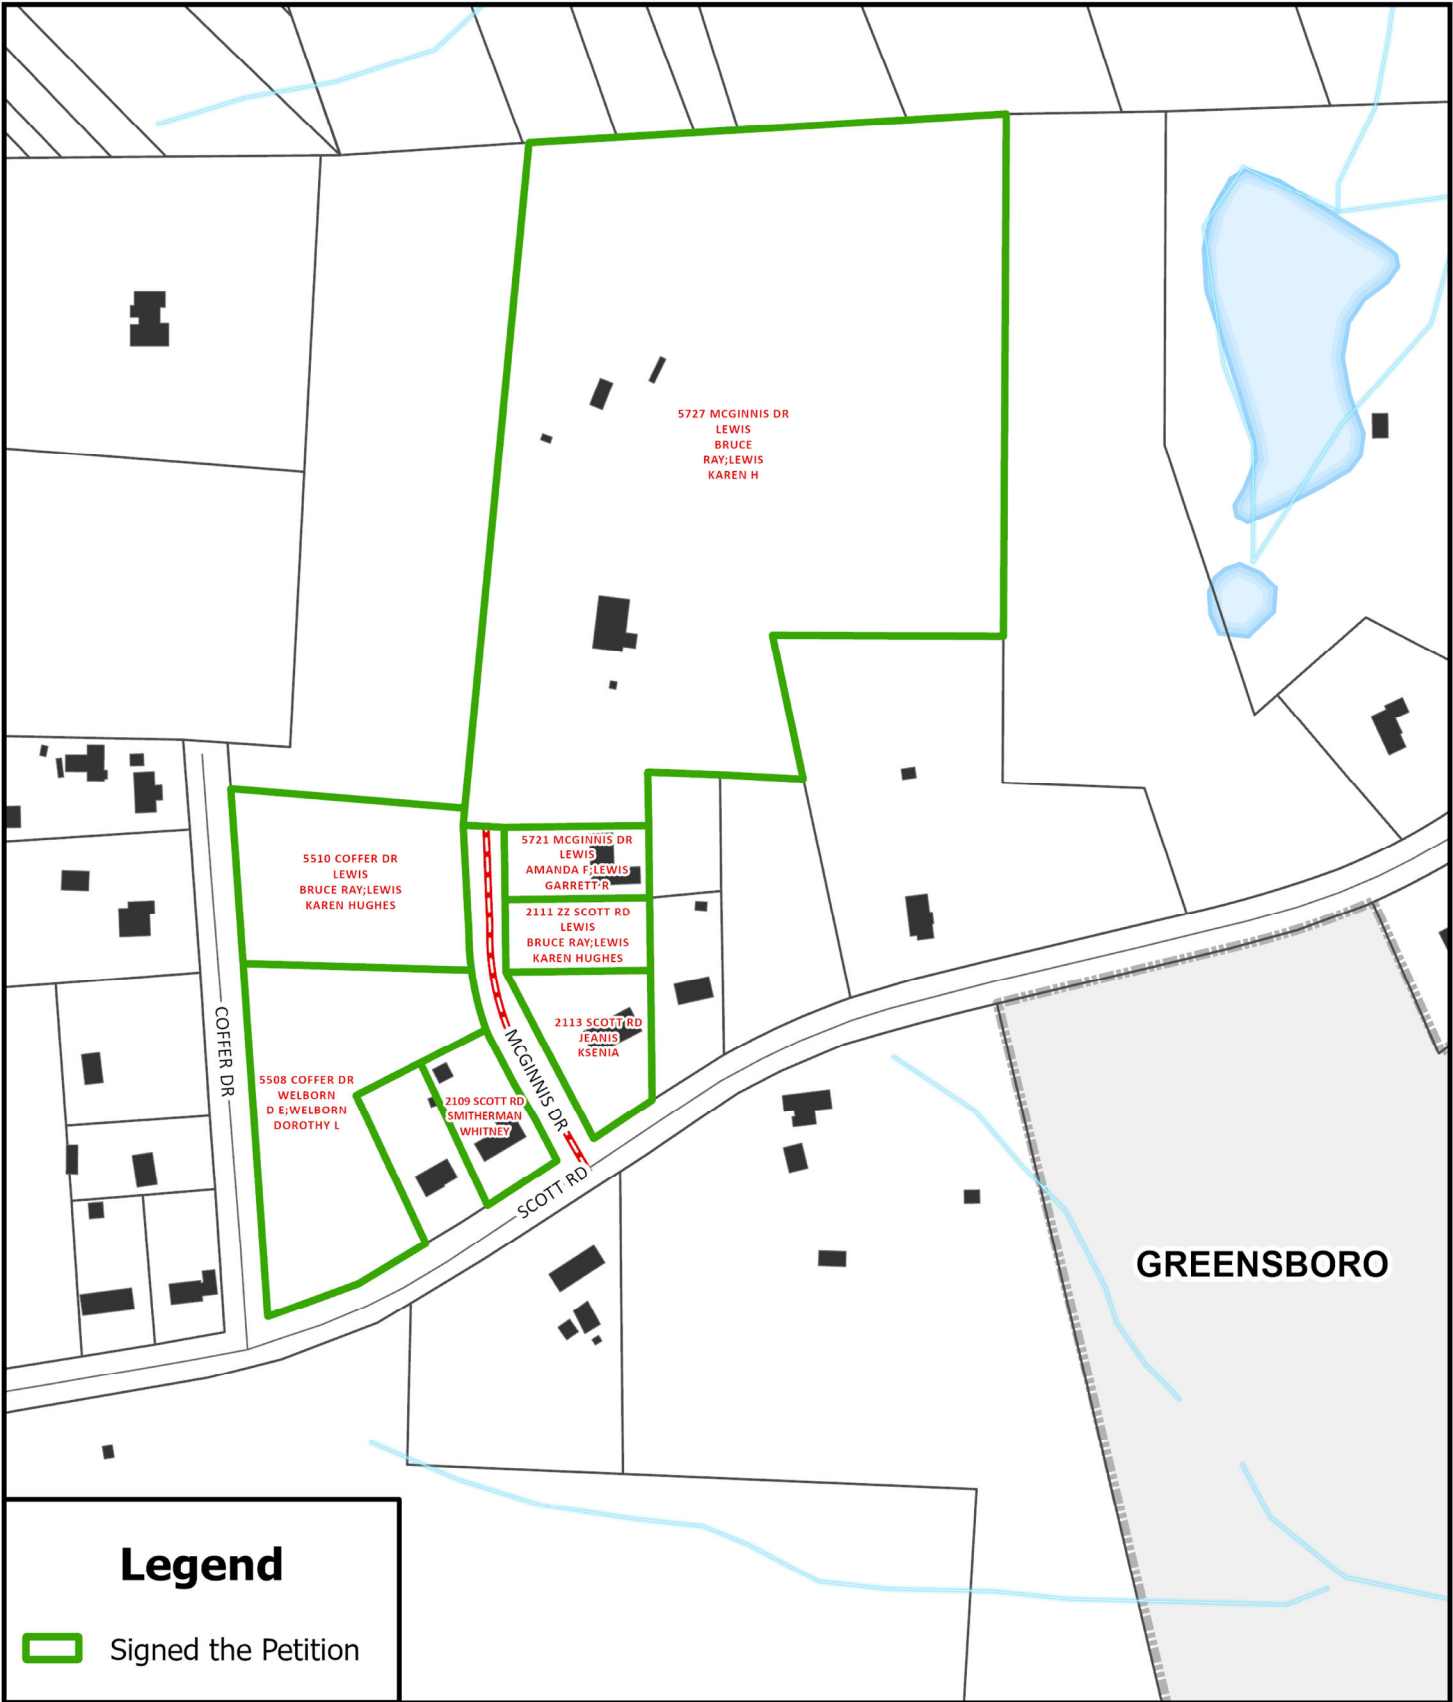 5727 MCGINNIS DR
LEWIS
BRUCE
RAY;LEWIS
KAREN H
5721 MCGINNIS DR
LEWIS
AMANDA F;LEWIS
GARRETT R
5510 COFFER DR
LEWIS
BRUCE RAY;LEWIS
KAREN HUGHES
2111 ZZ SCOTT RD
LEWIS
BRUCE RAY;LEWIS
KAREN HUGHES
2113 SCOTT RD
JEANIS
KSENIA
COFFER DR
MCGINNIS DR
5508 COFFER DR
WELBORN
D E;WELBORN
DOROTHY L
2109 SCOTT RD
SMITHERMAN
WHITNEY
SCOTT RD
GREENSBORO
Legend
Signed the Petition